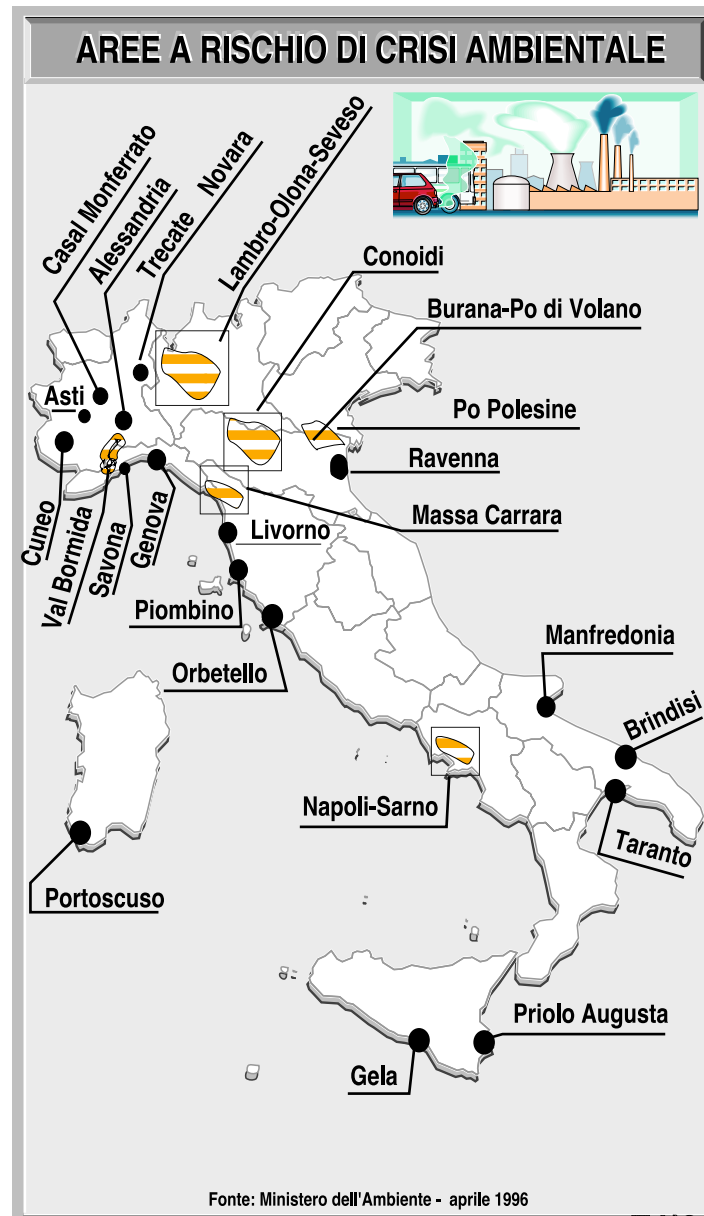 AREE A RISCHIO DI CRISI AMBIENTALE
Casal Monferrato
Alessandria
Trecate Novara
Lambro-Olona-Seveso
Conoidi
Burana-Po di Volano
Asti
Po Polesine
Ravenna
Massa Carrara
Cuneo
Val Bormida
Savona
Genova
Livorno
Piombino
Orbetello
Manfredonia
Brindisi
Napoli-Sarno
Taranto
Portoscuso
Priolo Augusta
Gela
Fonte: Ministero dell'Ambiente - aprile 1996